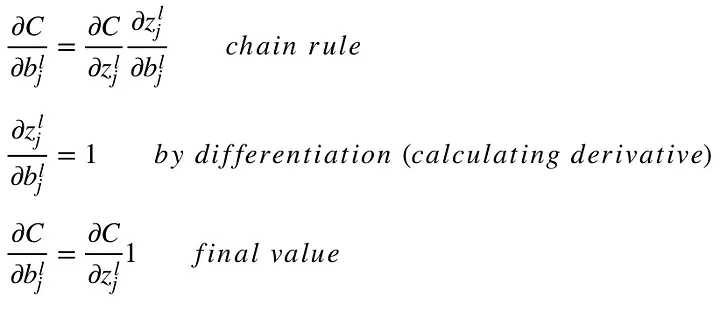 ∂C/∂b_j^l = ∂C/∂z_j^l ∂z_j^l/∂b_j^l chain rule
∂z_j^l/∂b_j^l = 1 by differentiation (calculating derivative)
∂C/∂b_j^l = ∂C/∂z_j^l 1 final value